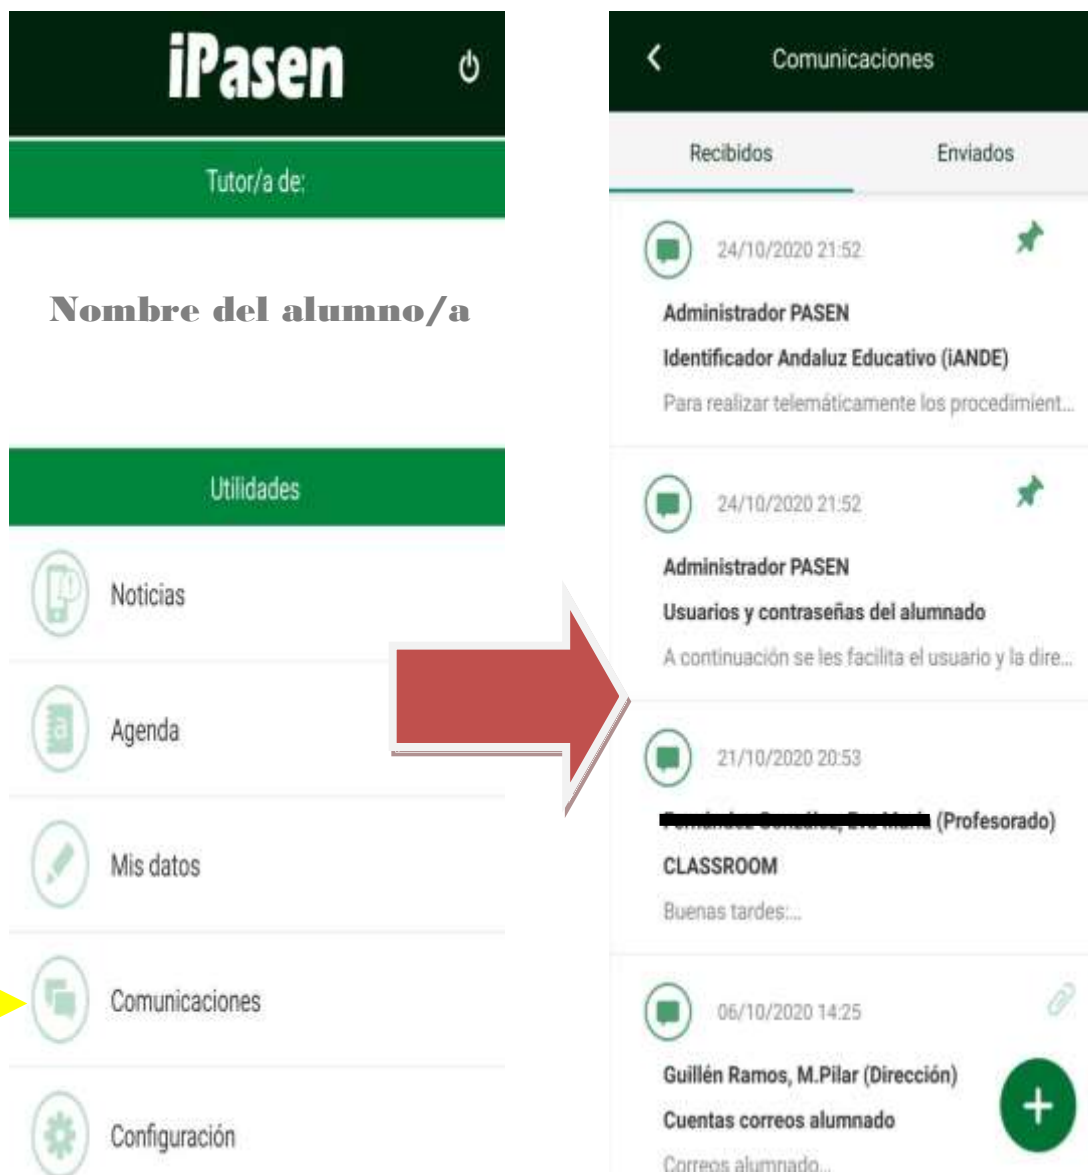 iPasen
Tutor/a de:
Nombre del alumno/a
Utilidades
Noticias
Agenda
Mis datos
Comunicaciones
Configuración
Comunicaciones
Recibidos Enviados
24/10/2020 21:52
Administrador PASEN
Identificador Andaluz Educativo (iANDE)
Para realizar telemáticamente los procedimient...
24/10/2020 21:52
Administrador PASEN
Usuarios y contraseñas del alumnado
A continuación se les facilita el usuario y la dire...
21/10/2020 20:53
(Profesorado)
CLASSROOM
Buenas tardes:...
06/10/2020 14:25
Guillén Ramos, M.Pilar (Dirección)
Cuentas correos alumnado
Correos alumnado...